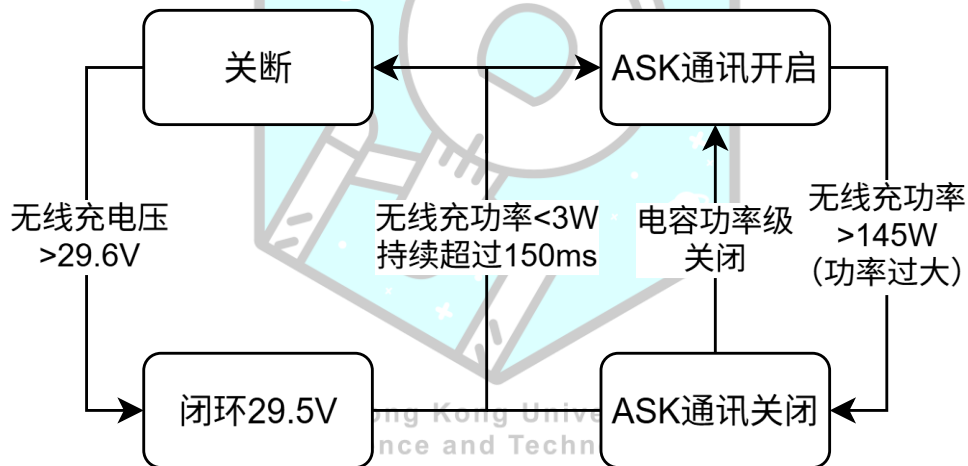 关断
ASK通讯开启
无线充电压
>29.6V
无线充功率<3W
持续超过150ms
电容功率级
关闭
无线充功率
>145W
（功率过大）
闭环29.5V
ASK通讯关闭
ong Kong Unive
nce and Techn